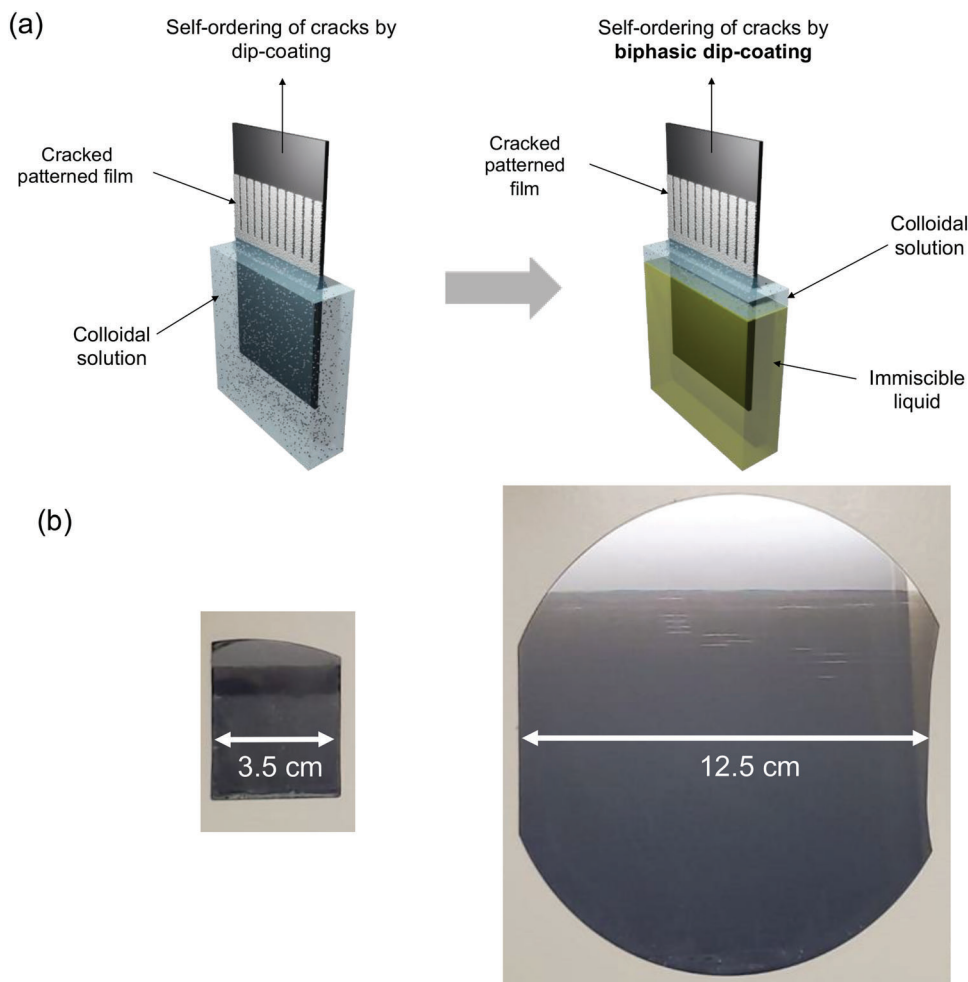 (a)
Self-ordering of cracks by
dip-coating
Cracked
patterned film
Colloidal
solution
Self-ordering of cracks by
biphasic dip-coating
Cracked
patterned
film
Colloidal
solution
Immiscible
liquid
(b)
3.5 cm
12.5 cm